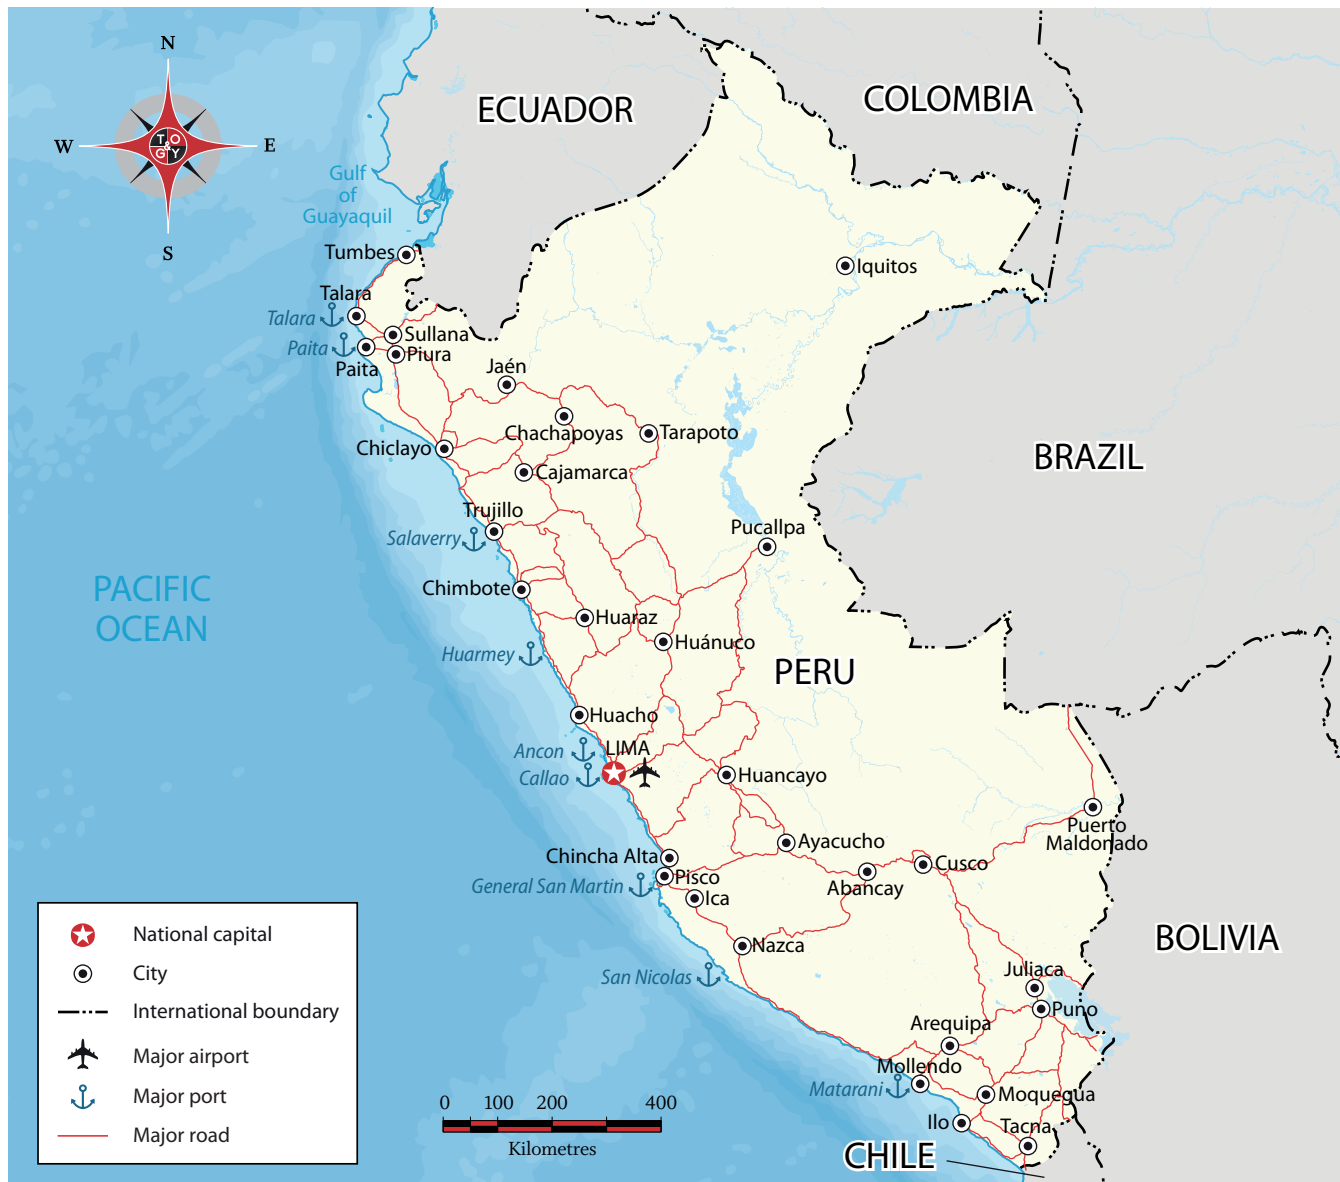 N
W
E
S
T O
&
G Y
ECUADOR
COLOMBIA
Gulf
of
Guayaquil
Tumbes
Iquitos
Talara
Talara
Sullana
Paita
Piura
Paita
Jaén
Chachapoyas
Tarapoto
Chiclayo
Cajamarca
BRAZIL
Trujillo
Salaverry
Pucallpa
PACIFIC
OCEAN
Chimbote
Huaraz
Huánuco
Huarmey
PERU
Huacho
Ancon
LIMA
Callao
Huancayo
Puerto
Maldonado
Ayacucho
Chincha Alta
Cusco
Pisco
General San Martin
Abancay
Ica
Nazca
BOLIVIA
San Nicolas
Juliaca
Puno
Arequipa
Mollendo
Matarani
Moquegua
Ilo
Tacna
CHILE
National capital
City
International boundary
Major airport
Major port
Major road
0 100 200 400
Kilometres